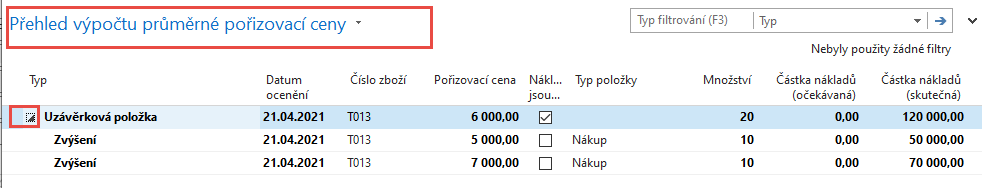 Přehled výpočtu průměrné pořizovací ceny
Typ filtrování (F3) Typ
Nebyly použity žádné filtry
Typ Datum ocenění Číslo zboží Pořizovací cena Nákl... jsou... Typ položky Množství Částka nákladů (očekávaná) Částka nákladů (skutečná)
Uzávěrková položka 21.04.2021 T013 6 000,00 20 0,00 120 000,00
Zvýšení 21.04.2021 T013 5 000,00 Nákup 10 0,00 50 000,00
Zvýšení 21.04.2021 T013 7 000,00 Nákup 10 0,00 70 000,00